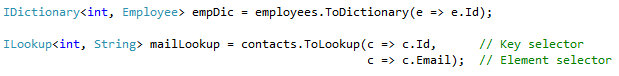 IDictionary<int, Employee> empDic = employees.ToDictionary(e => e.Id);
ILookup<int, String> mailLookup = contacts.ToLookup(c => c.Id, // Key selector
c => c.Email); // Element selector